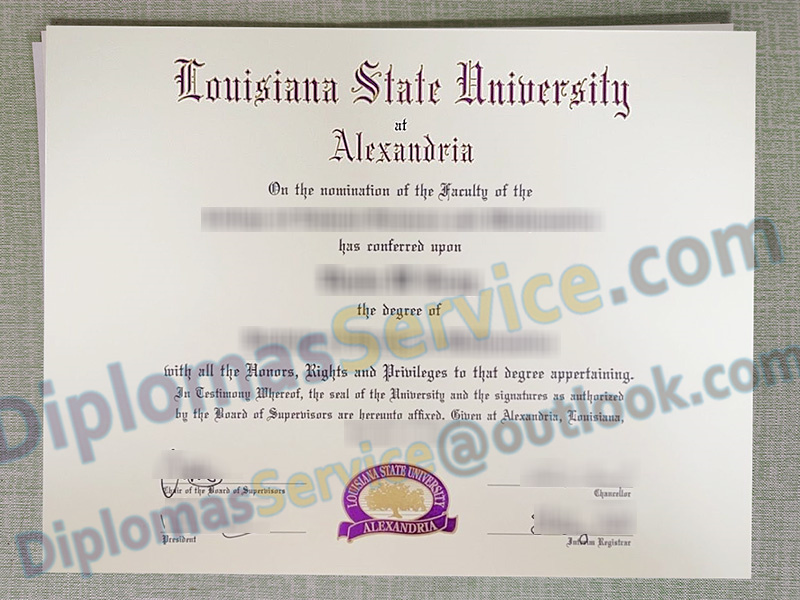 Louisiana State University
at
Alexandria
On the nomination of the Faculty of the
has conferred upon
the degree of
with all the Honors, Rights and Privileges to that degree appertaining.
In Testimony Whereof, the seal of the University and the signatures as authorized
by the Board of Supervisors are hereunto affixed. Given at Alexandria, Louisiana,
Chair of the Board of Supervisors
Chancellor
President
Interim Registrar
LOUISIANA STATE UNIVERSITY
ALEXANDRIA
DiplomasService.com
DiplomasService@outlook.com